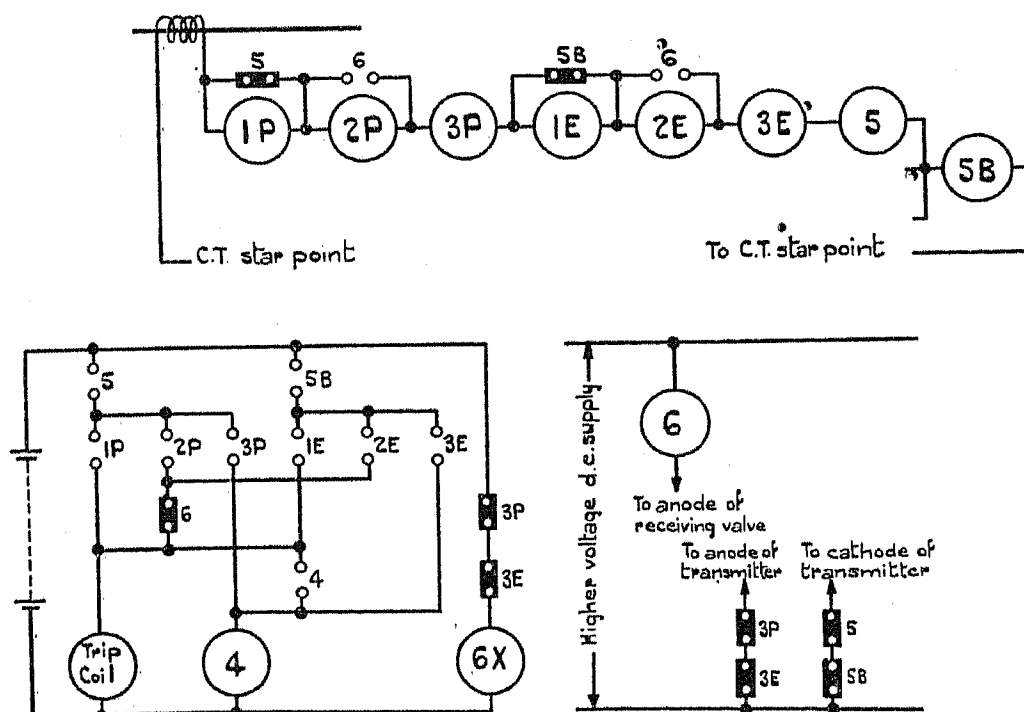 5
6
5B
6
1P
2P
3P
1E
2E
3E
5
5B
C.T. star point
To C.T. star point
5
5B
1P
2P
3P
1E
2E
3E
6
4
3P
3E
Trip
Coil
4
6X
Higher voltage d.c. supply
6
To anode of
receiving valve
To anode of
transmitter
To cathode of
transmitter
3P
3E
5
5B